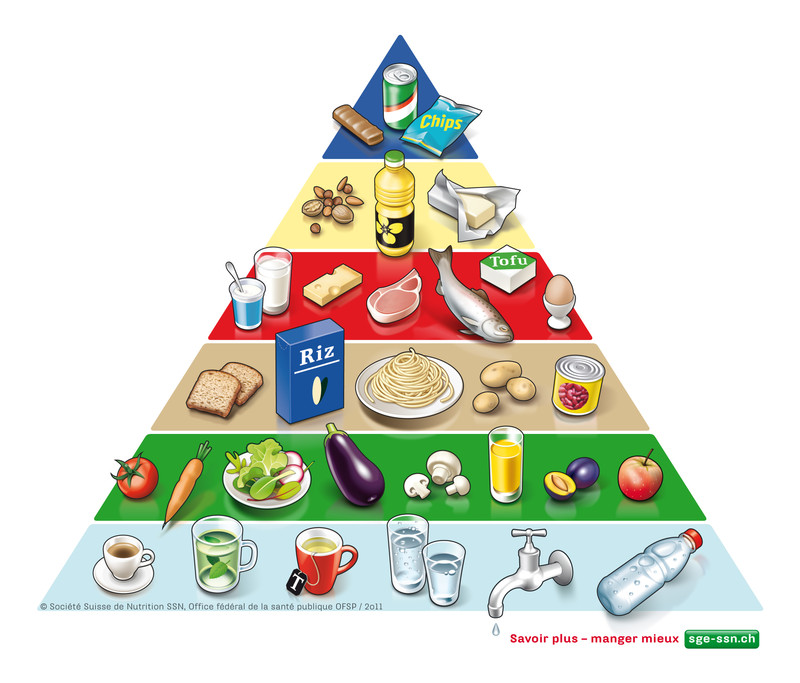 Chips
Tofu
Riz
T
© Société Suisse de Nutrition SSN, Office fédéral de la santé publique OFSP / 2011
Savoir plus – manger mieux sge-ssn.ch